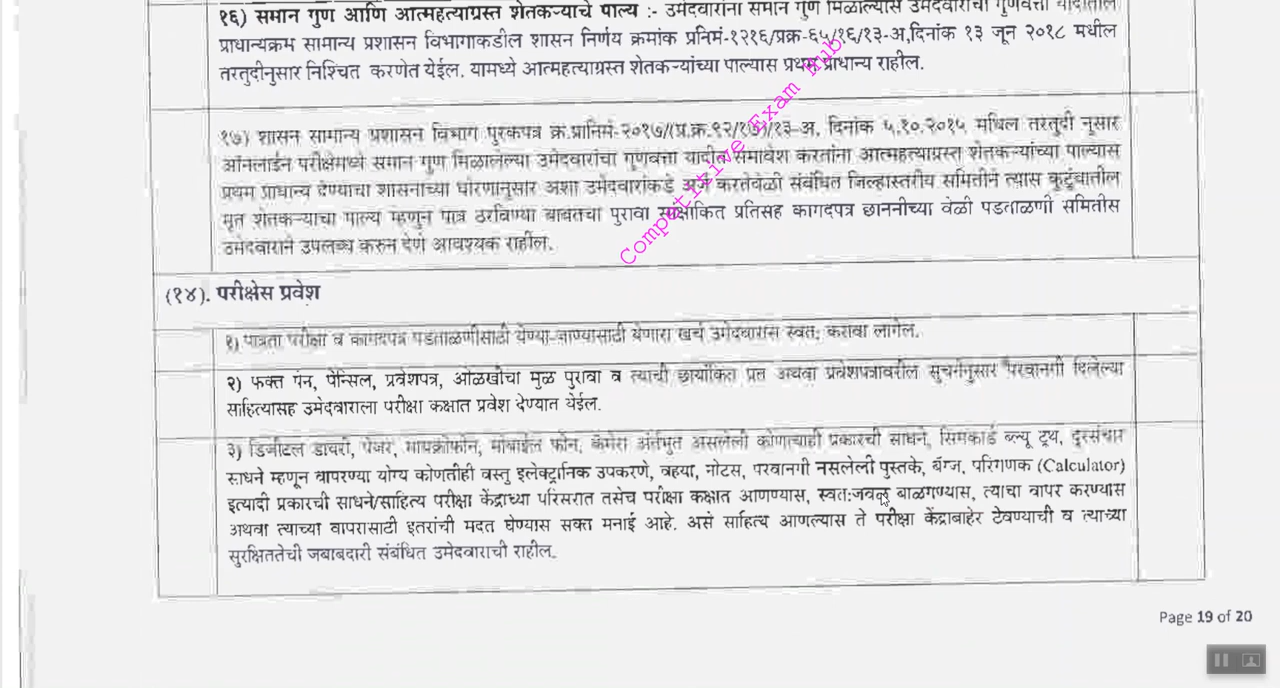 १६) समान गुण आणि आत्महत्याग्रस्त शेतकऱ्याचे पाल्य :- उमेदवारांना समान गुण मिळाल्यास उमेदवाराचा गुणवत्ता यादीतील
प्राधान्यक्रम सामान्य प्रशासन विभागाकडील शासन निर्णय क्रमांक प्रनिमं-१२१६/प्रक्र-६५/१६/१३-अ,दिनांक १३ जून २०१८ मधील
तरतुदीनुसार निश्चित करणेत येईल. यामध्ये आत्महत्याग्रस्त शेतकऱ्यांच्या पाल्यास प्रथम प्राधान्य राहील.
१७) शासन सामान्य प्रशासन विभाग पुरकपत्र क्र.प्रानिमं-२०१७/(प्र.क्र.९२/१७)/१३-अ, दिनांक ५.१०.२०१५ मधिल तरतुदी नुसार
ऑनलाईन परीक्षेमध्ये समान गुण मिळालेल्या उमेदवारांचा गुणवत्ता यादीत समावेश करतांना आत्महत्याग्रस्त शेतकऱ्यांच्या पाल्यास
प्रथम प्राधान्य देण्याचा शासनाच्या धोरणानुसार अशा उमेदवारांकडे अर्ज करतेवेळी संबंधित जिल्हास्तरीय समितीने त्यास कुटुंबातील
मृत शेतकऱ्याचा पाल्य म्हणुन पात्र ठरविण्या बाबतचा पुरावा साक्षांकित प्रतिसह कागदपत्र छाननीच्या वेळी पडताळणी समितीस
उमेदवाराने उपलब्ध करुन देणे आवश्यक राहील.
Competitive Exam Hub
(१४). परीक्षेस प्रवेश
१) पात्रता परीक्षा व कागदपत्र पडताळणीसाठी येण्या-जाण्यासाठी येणारा खर्च उमेदवारास स्वत: करावा लागेल.
२) फक्त पेन, पेन्सिल, प्रवेशपत्र, ओळखीचा मुळ पुरावा व त्याची छायांकित प्रत अथवा प्रवेशपत्रावरील सुचनेनुसार परवानगी दिलेल्या
साहित्यासह उमेदवाराला परीक्षा कक्षात प्रवेश देण्यात येईल.
३) डिजीटल डायरी, पेजर, मायक्रोफोन, मोबाईल फोन, कॅमेरा अंर्तभुत असलेली कोणत्याही प्रकारची साधने, सिमकार्ड ब्ल्यू टूथ, दुरसंचार
साधने म्हणून वापरण्या योग्य कोणतीही वस्तु इलेक्ट्रानिक उपकरणे, वहया, नोटस, परवानगी नसलेली पुस्तके, बॅग्ज, परिगणक (Calculator)
इत्यादी प्रकारची साधने/साहित्य परीक्षा केंद्राच्या परिसरात तसेच परीक्षा कक्षात आणण्यास, स्वत:जवळ बाळगण्यास, त्याचा वापर करण्यास
अथवा त्याच्या वापरासाठी इतरांची मदत घेण्यास सक्त मनाई आहे. असे साहित्य आणल्यास ते परीक्षा केंद्राबाहेर ठेवण्याची व त्याच्या
सुरक्षिततेची जबाबदारी संबंधित उमेदवाराची राहील.
Page 19 of 20